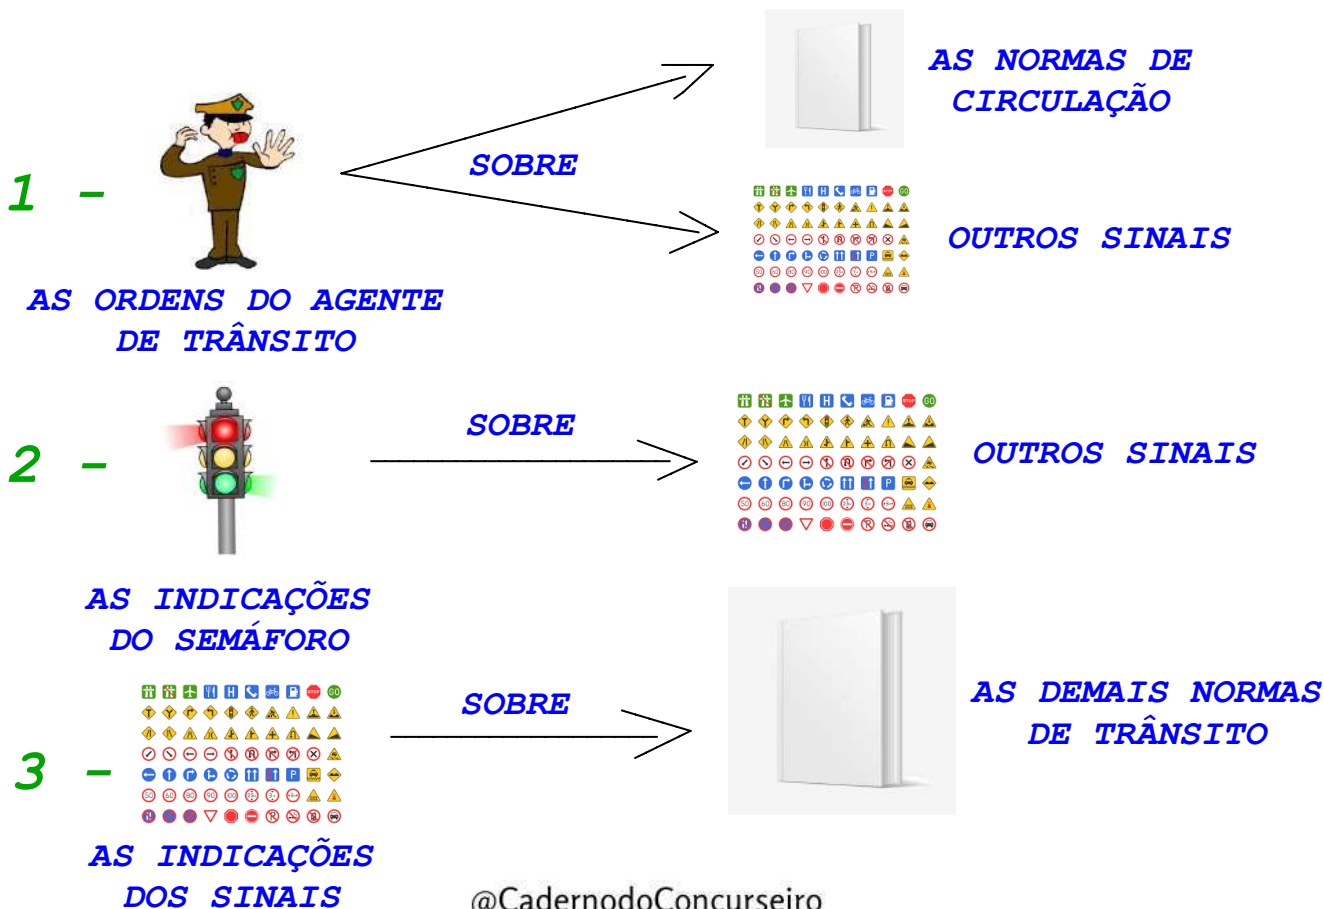 AS NORMAS DE
CIRCULAÇÃO
SOBRE
1 -
OUTROS SINAIS
AS ORDENS DO AGENTE
DE TRÂNSITO
SOBRE
2 -
OUTROS SINAIS
AS INDICAÇÕES
DO SEMÁFORO
SOBRE
AS DEMAIS NORMAS
DE TRÂNSITO
3 -
AS INDICAÇÕES
DOS SINAIS
@CadernodoConcurseiro